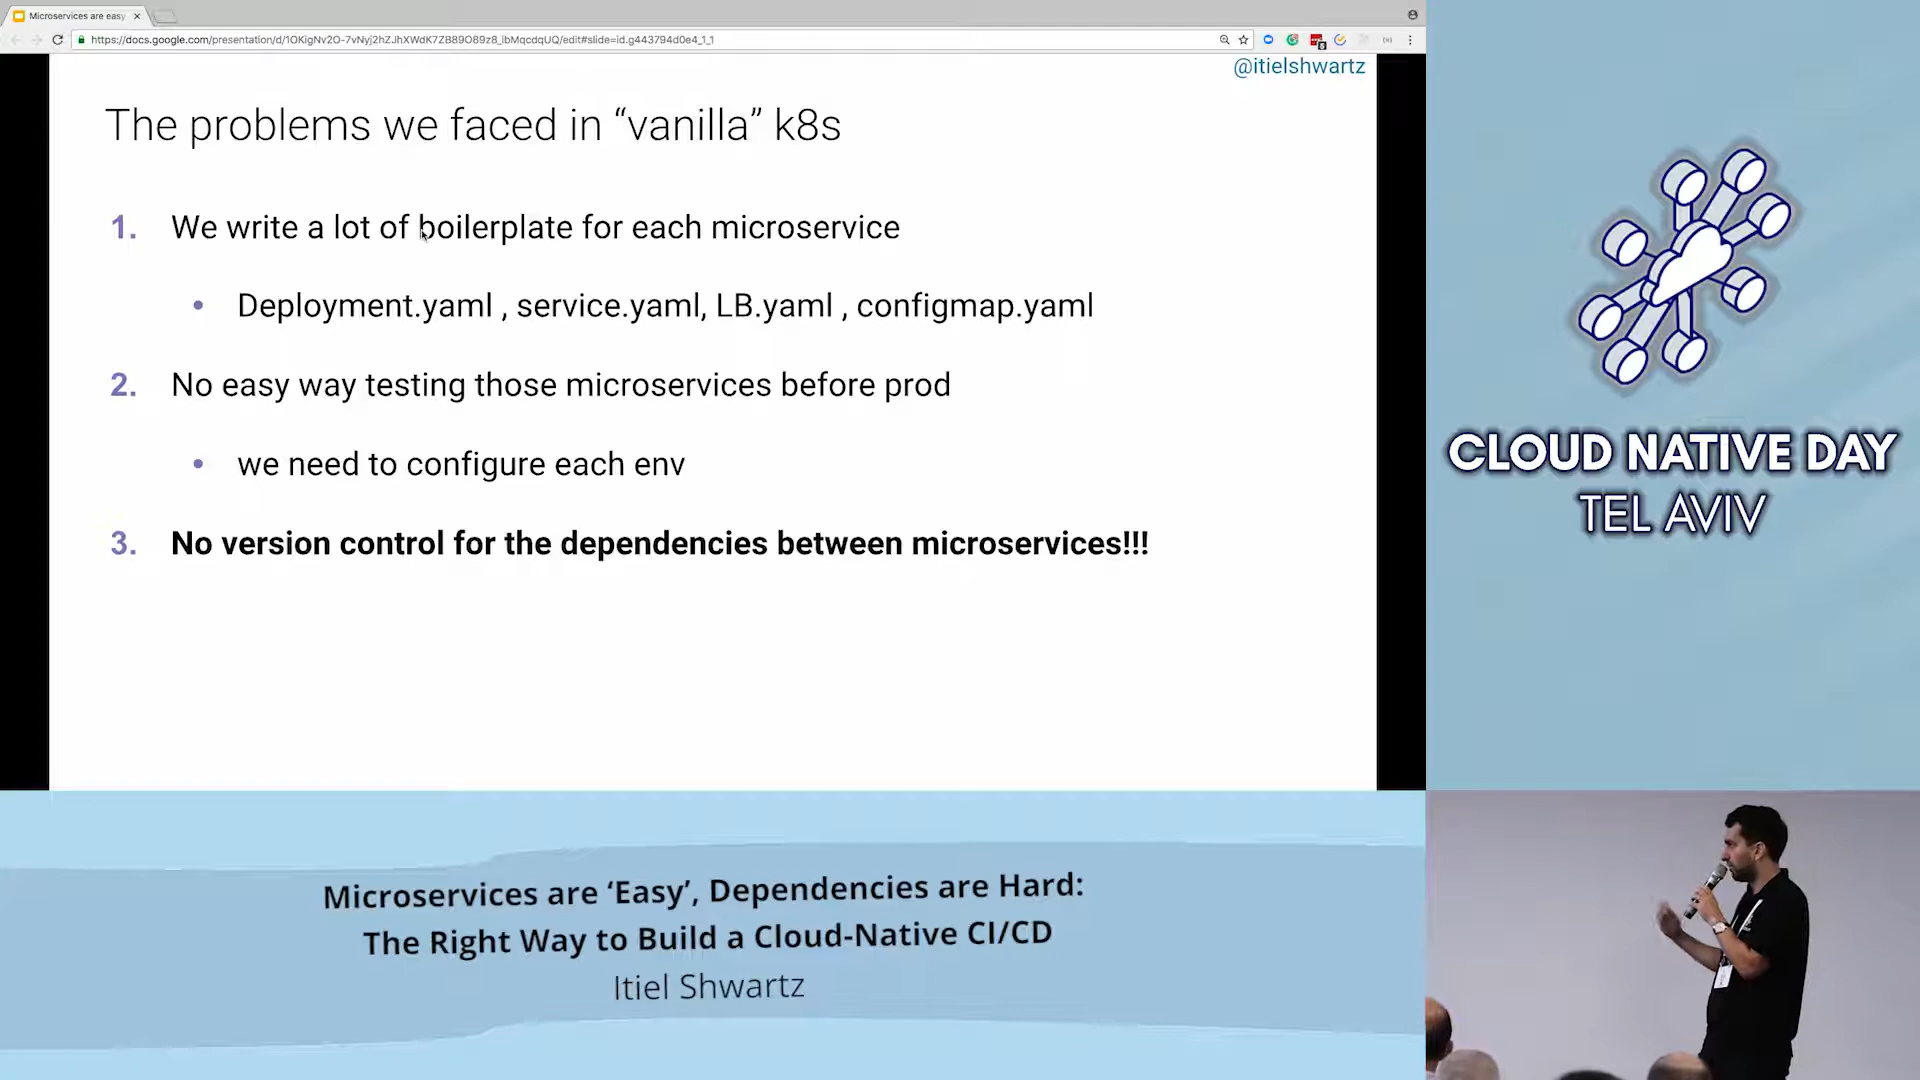 Microservices are easy
https://docs.google.com/presentation/d/1OKigNv2O-7vNyj2hZJhXWdK7ZB89O89z8_ibMqcdqUQ/edit#slide=id.g443794d0e4_1_1
@itielshwartz
The problems we faced in “vanilla” k8s
1. We write a lot of boilerplate for each microservice
• Deployment.yaml , service.yaml, LB.yaml , configmap.yaml
2. No easy way testing those microservices before prod
• we need to configure each env
3. No version control for the dependencies between microservices!!!
CLOUD NATIVE DAY
TEL AVIV
Microservices are ‘Easy’, Dependencies are Hard:
The Right Way to Build a Cloud-Native CI/CD
Itiel Shwartz